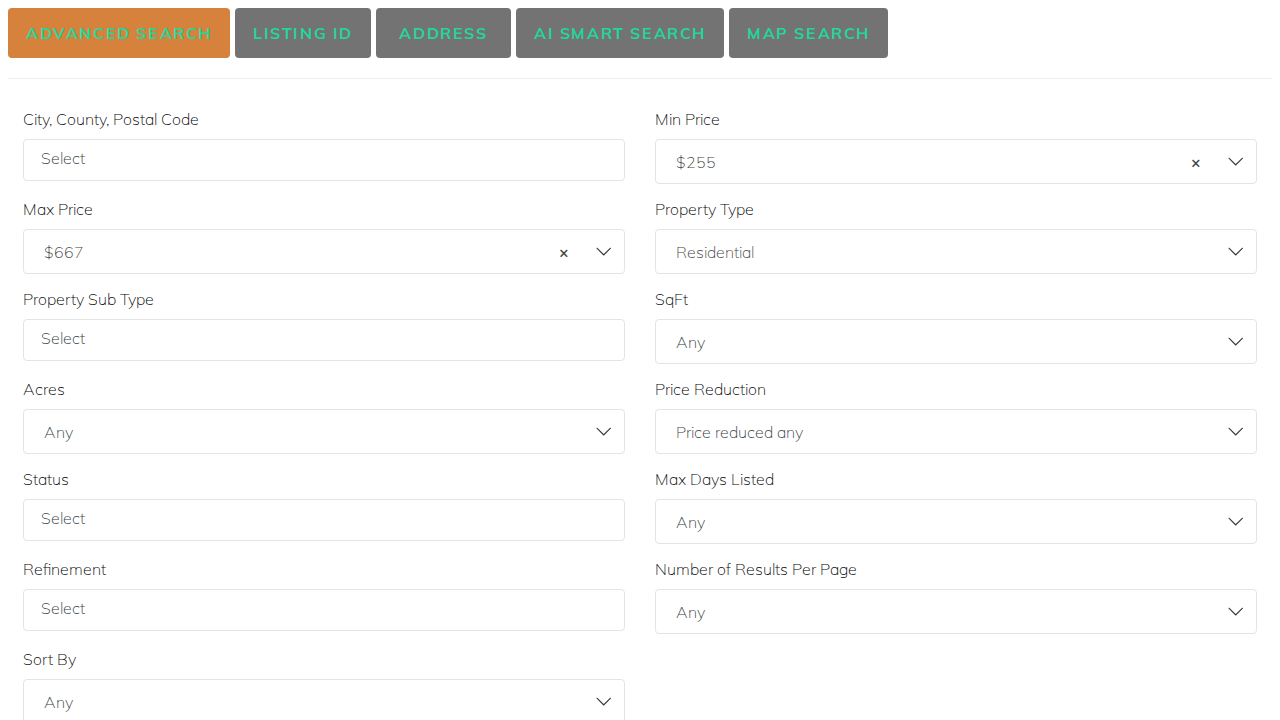 ADVANCED SEARCH LISTING ID ADDRESS AI SMART SEARCH MAP SEARCH
City, County, Postal Code
Select
Min Price
$255 ×
Max Price
$667 ×
Property Type
Residential
Property Sub Type
Select
SqFt
Any
Acres
Any
Price Reduction
Price reduced any
Status
Select
Max Days Listed
Any
Refinement
Select
Number of Results Per Page
Any
Sort By
Any